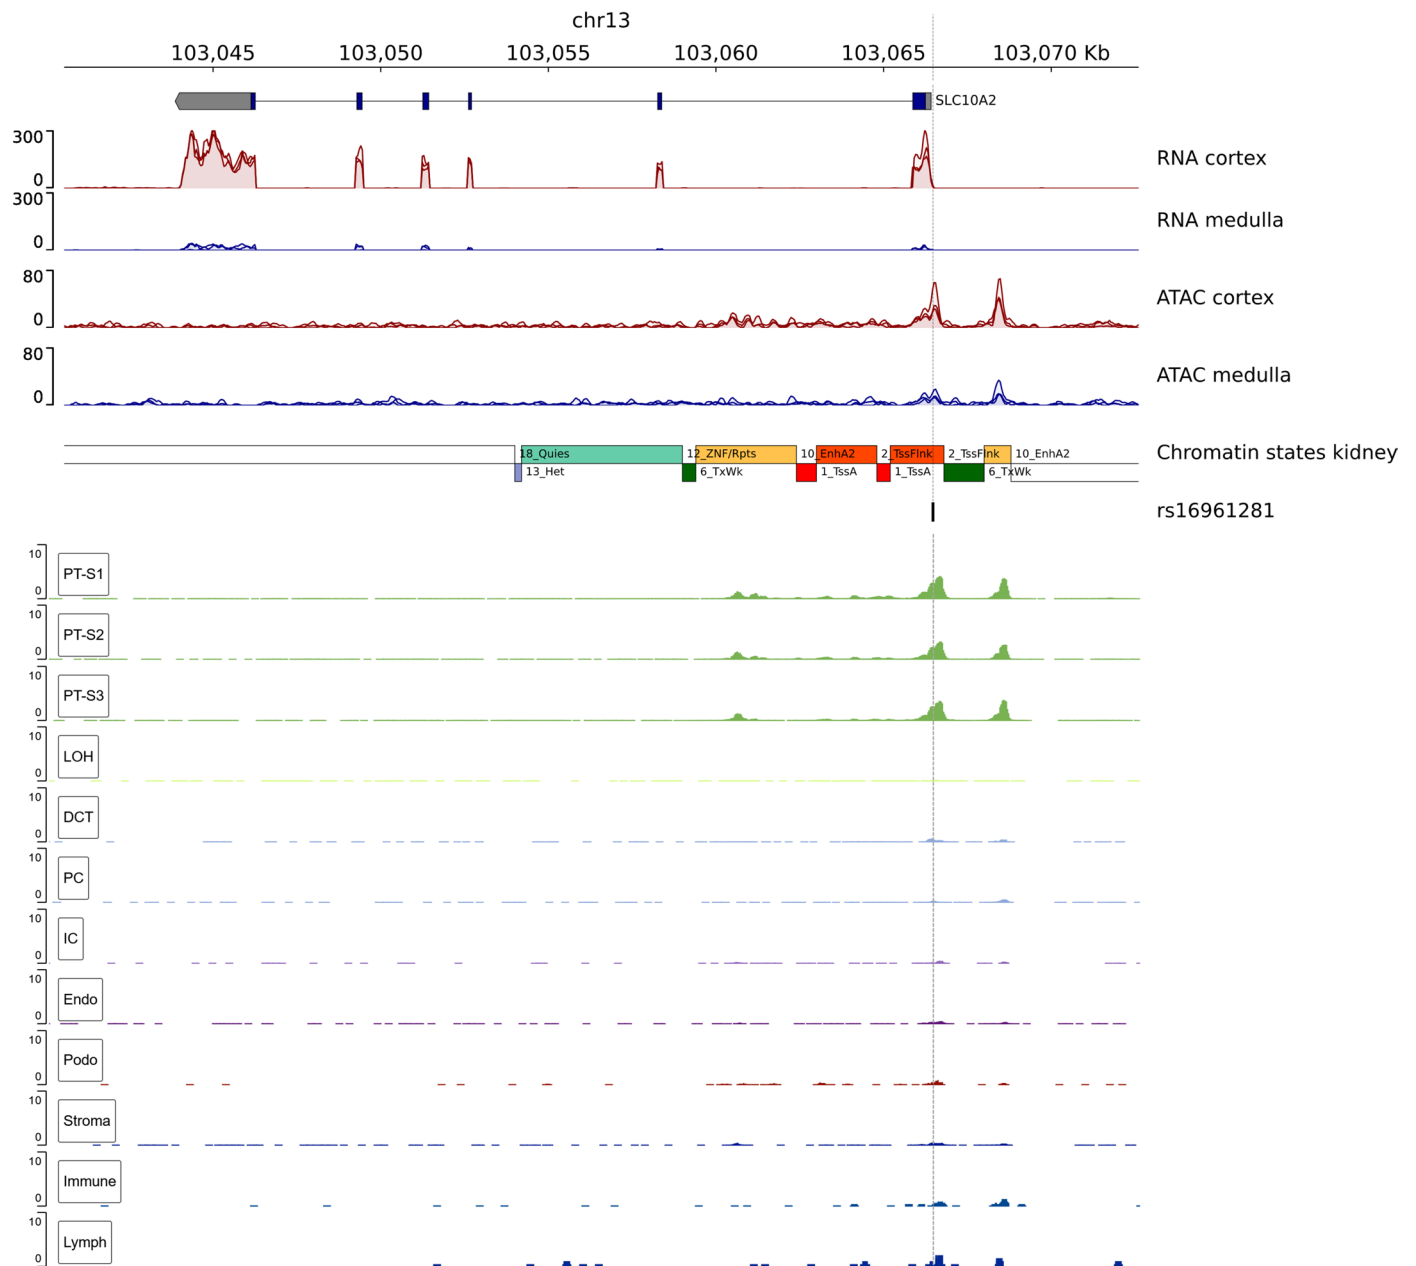 chr13
103,045 103,050 103,055 103,060 103,065 103,070 Kb
SLC10A2
300
0
RNA cortex
300
0
RNA medulla
80
0
ATAC cortex
80
0
ATAC medulla
18_Quies 12_ZNF/Rpts 10_EnhA2 2_TssFlnk 2_TssFlnk 10_EnhA2
Chromatin states kidney
13_Het 6_TxWk 1_TssA 1_TssA 6_TxWk
rs16961281
10
PT-S1
0
10
PT-S2
0
10
PT-S3
0
10
LOH
0
10
DCT
0
10
PC
0
10
IC
0
10
Endo
0
10
Podo
0
10
Stroma
0
10
Immune
0
10
Lymph
0